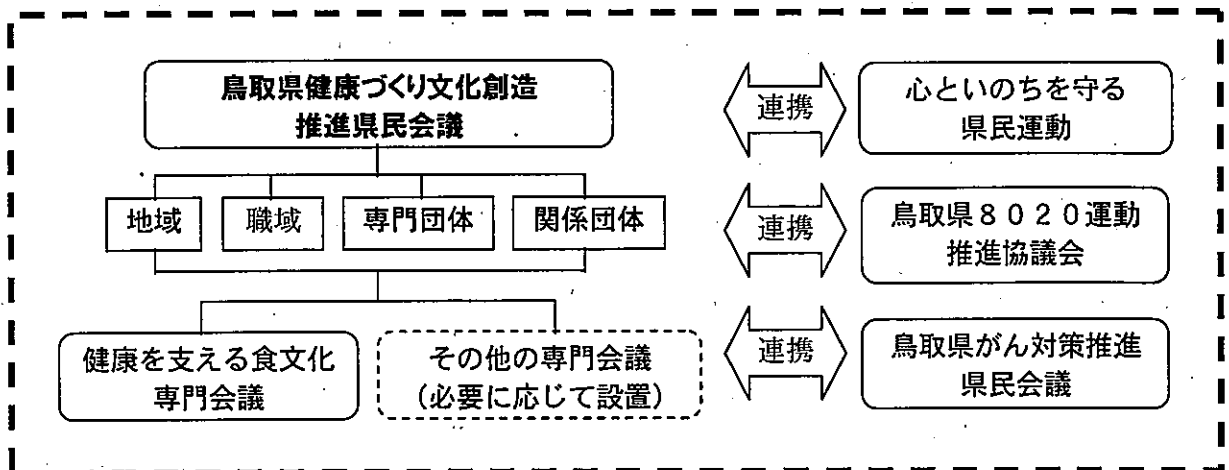 鳥取県健康づくり文化創造
推進県民会議
地域
職域
専門団体
関係団体
健康を支える食文化
専門会議
その他の専門会議
（必要に応じて設置）
連携
心といのちを守る
県民運動
連携
鳥取県８０２０運動
推進協議会
連携
鳥取県がん対策推進
県民会議